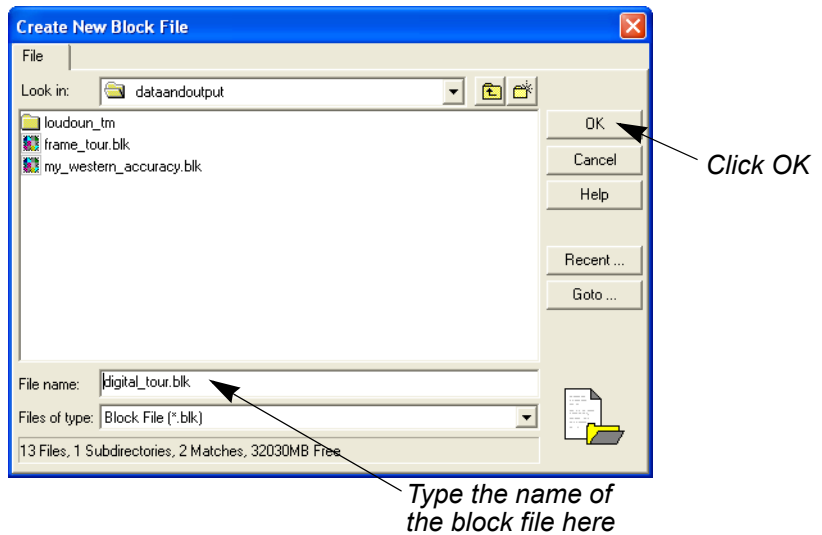 Create New Block File
File
Look in: dataandoutput
loudoun_tm
frame_tour.blk
my_western_accuracy.blk
OK
Cancel
Help
Recent ...
Goto ...
Click OK
File name: digital_tour.blk
Files of type: Block File (*.blk)
13 Files, 1 Subdirectories, 2 Matches, 32030MB Free
Type the name of
the block file here